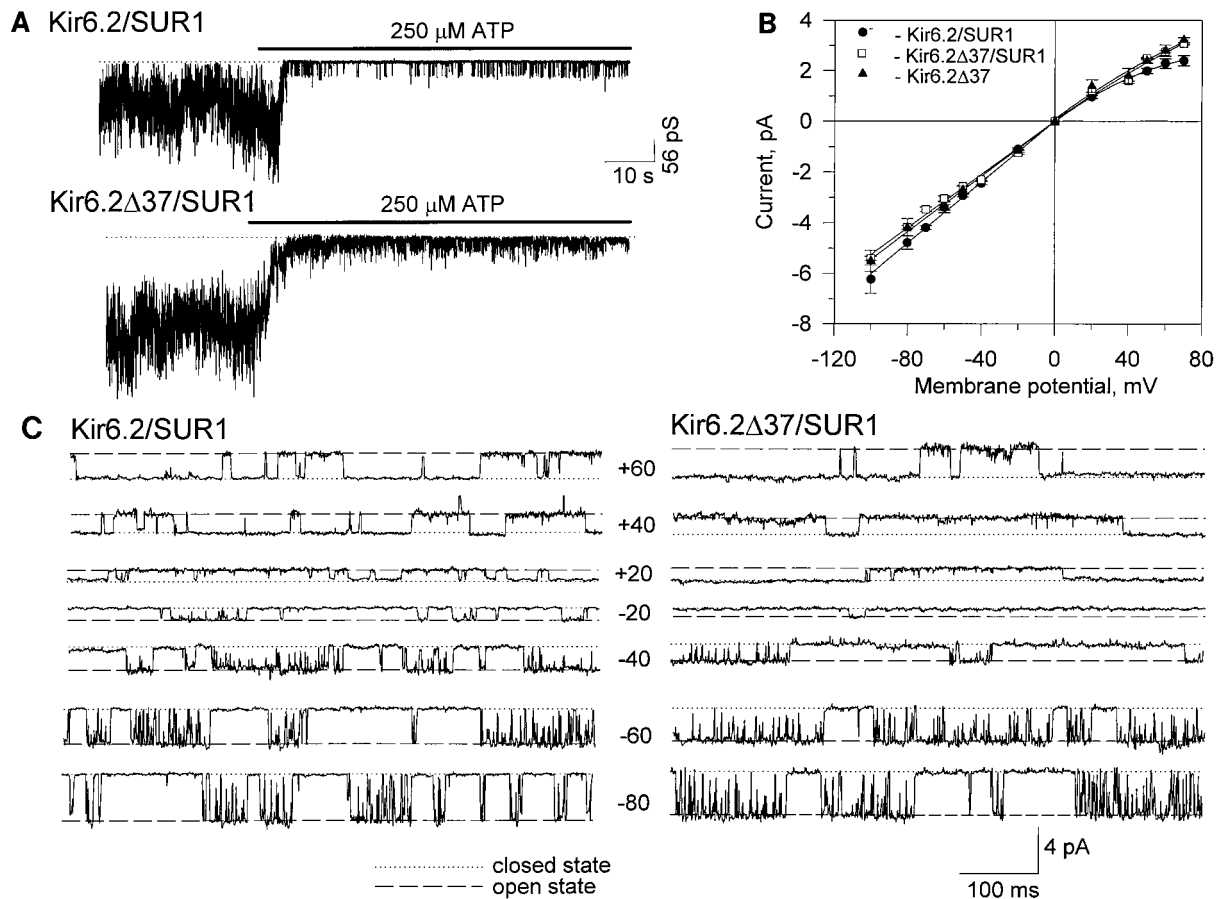 A
Kir6.2/SUR1
250 μM ATP
10 s
56 pS
Kir6.2Δ37/SUR1
250 μM ATP
B
- Kir6.2/SUR1
- Kir6.2Δ37/SUR1
- Kir6.2Δ37
Current, pA
4
2
0
-2
-4
-6
-8
-120
-80
-40
0
40
80
Membrane potential, mV
C
Kir6.2/SUR1
Kir6.2Δ37/SUR1
+60
+40
+20
-20
-40
-60
-80
closed state
open state
4 pA
100 ms